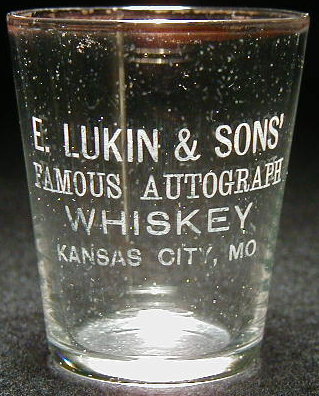 E. LUKIN & SONS'
FAMOUS AUTOGRAPH
WHISKEY
KANSAS CITY, MO